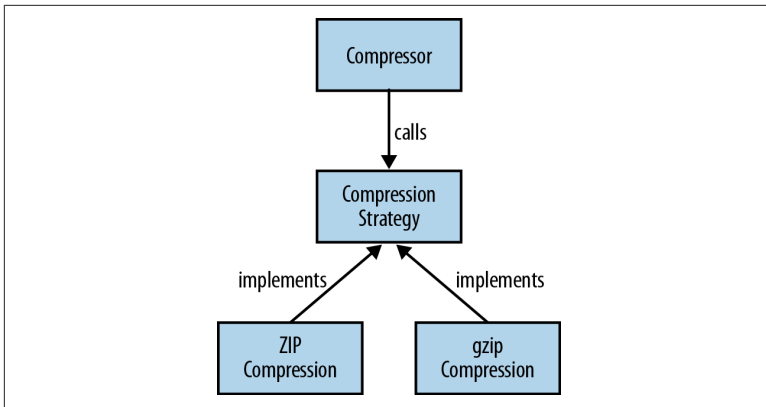 Compressor
calls
Compression
Strategy
implements
implements
ZIP
Compression
gzip
Compression